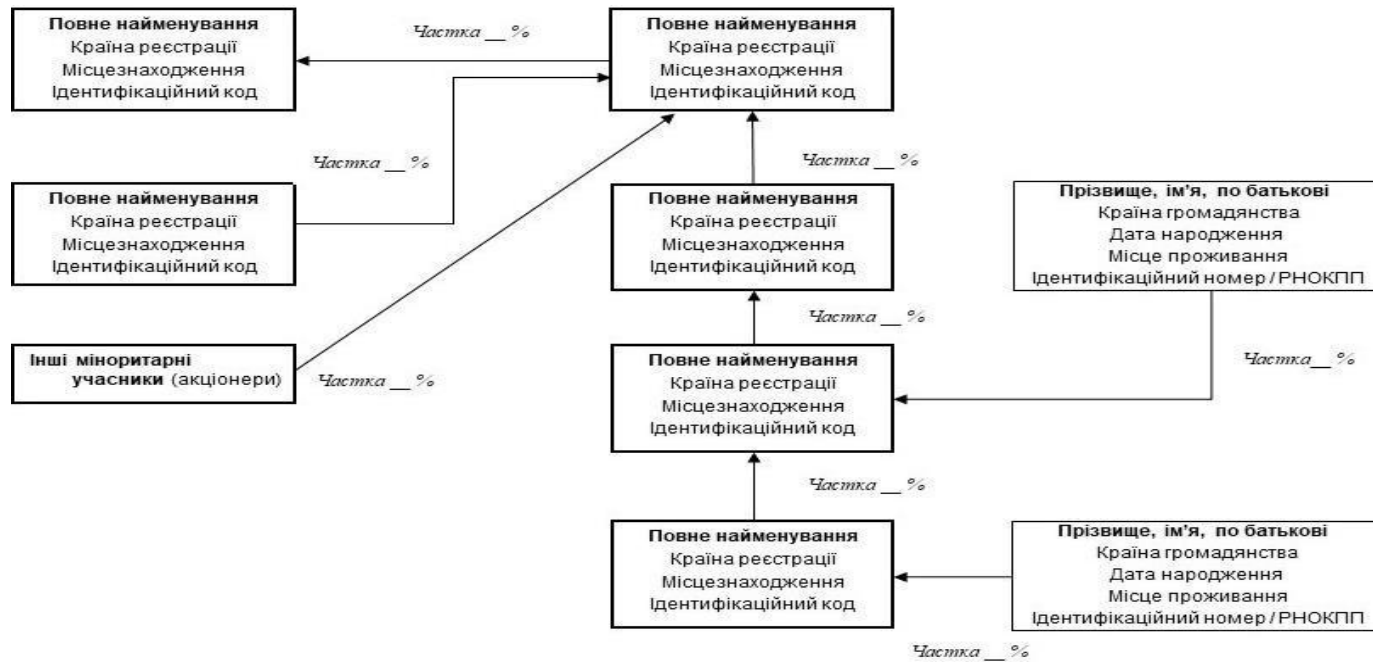 Повне найменування
Країна реєстрації
Місцезнаходження
Ідентифікаційний код
Частка __ %
Повне найменування
Країна реєстрації
Місцезнаходження
Ідентифікаційний код
Частка __ %
Частка __ %
Повне найменування
Країна реєстрації
Місцезнаходження
Ідентифікаційний код
Повне найменування
Країна реєстрації
Місцезнаходження
Ідентифікаційний код
Прізвище, ім’я, по батькові
Країна громадянства
Дата народження
Місце проживання
Ідентифікаційний номер / РНОКПП
Частка __ %
Інші міноритарні
учасники (акціонери)
Частка __ %
Повне найменування
Країна реєстрації
Місцезнаходження
Ідентифікаційний код
Частка__ %
Частка __ %
Повне найменування
Країна реєстрації
Місцезнаходження
Ідентифікаційний код
Прізвище, ім’я, по батькові
Країна громадянства
Дата народження
Місце проживання
Ідентифікаційний номер / РНОКПП
Частка __ %